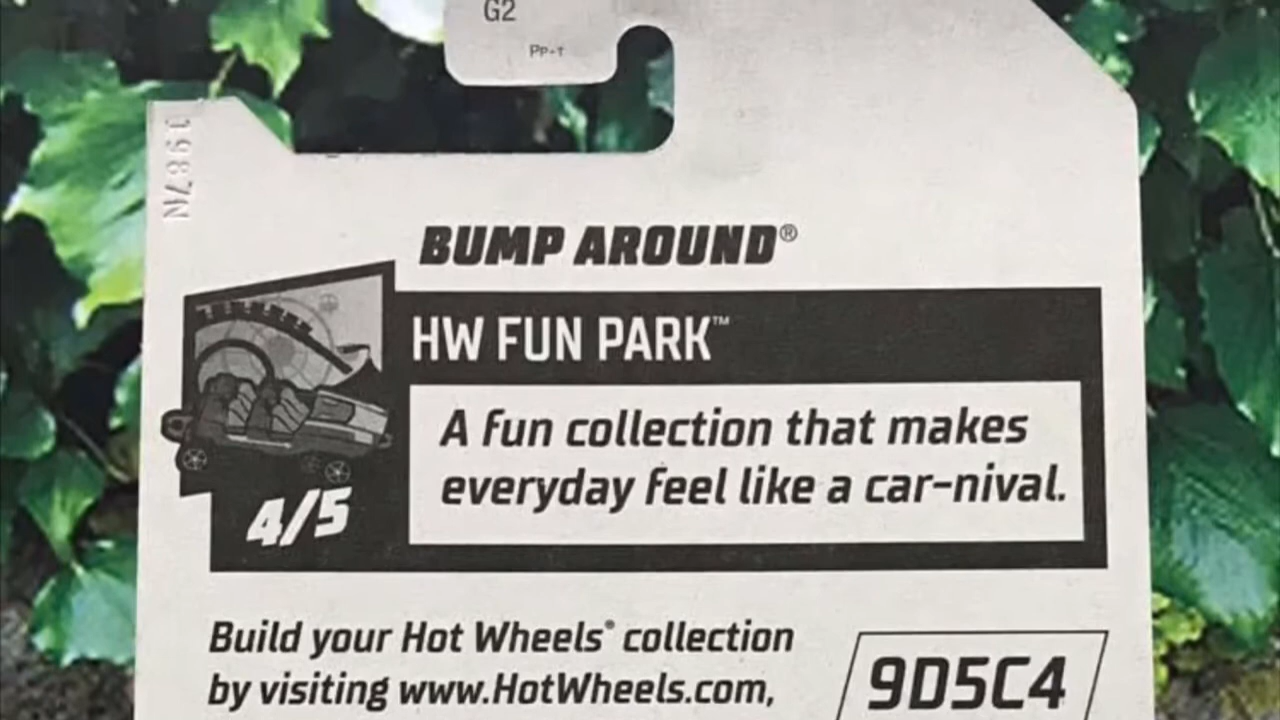 G2
PP-T
BUMP AROUND®
HW FUN PARK™
A fun collection that makes
everyday feel like a car-nival.
4/5
Build your Hot Wheels® collection
by visiting www.HotWheels.com,
9D5C4